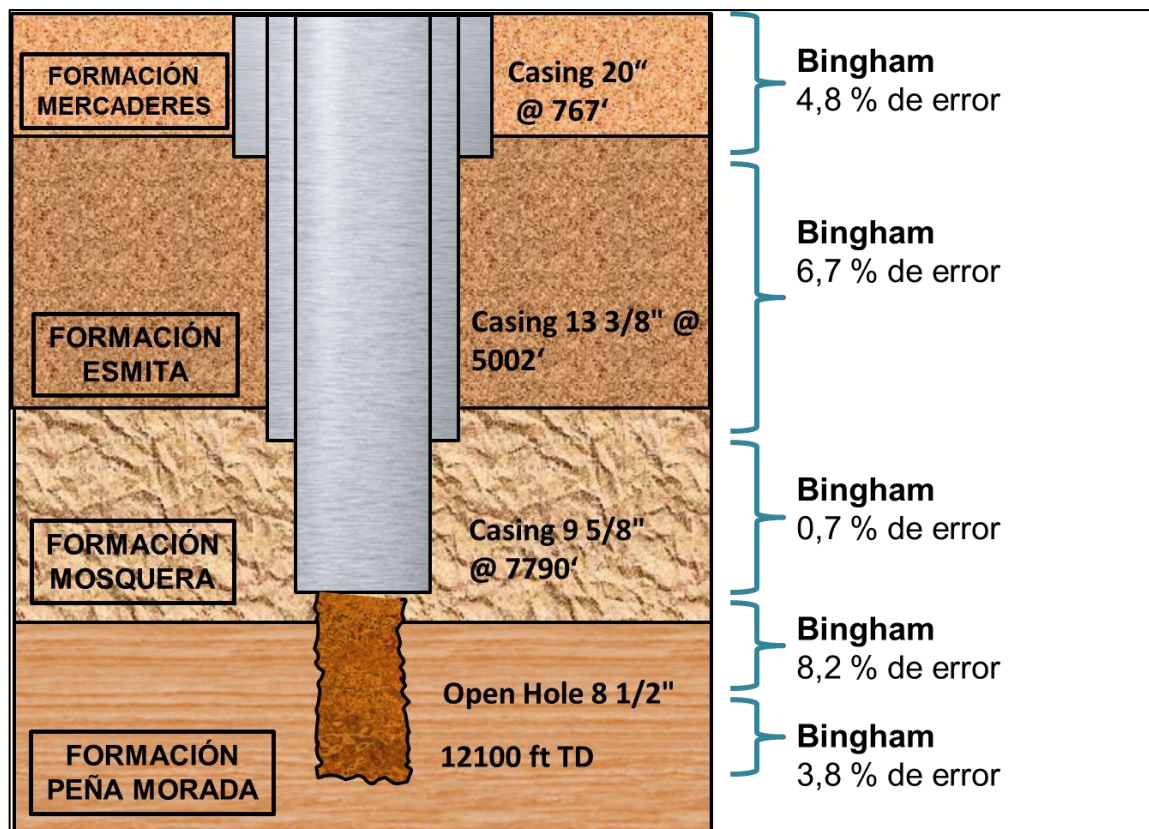 FORMACIÓN
MERCADERES
Casing 20“
@ 767‘
Bingham
4,8 % de error
Bingham
6,7 % de error
FORMACIÓN
ESMITA
Casing 13 3/8" @
5002‘
FORMACIÓN
MOSQUERA
Casing 9 5/8"
@ 7790‘
Bingham
0,7 % de error
Bingham
8,2 % de error
Open Hole 8 1/2"
12100 ft TD
FORMACIÓN
PEÑA MORADA
Bingham
3,8 % de error